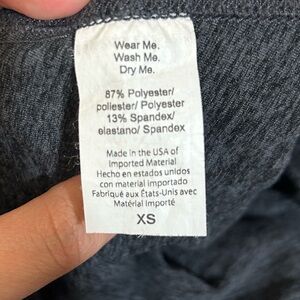 Wear Me.
Wash Me.
Dry Me.
87% Polyester/
poliester/ Polyester
13% Spandex/
elastano/ Spandex
Made in the USA of
Imported Material
Hecho en estados unidos
con material importado
Fabriqué aux États-Unis avec
Matérial Importé
XS